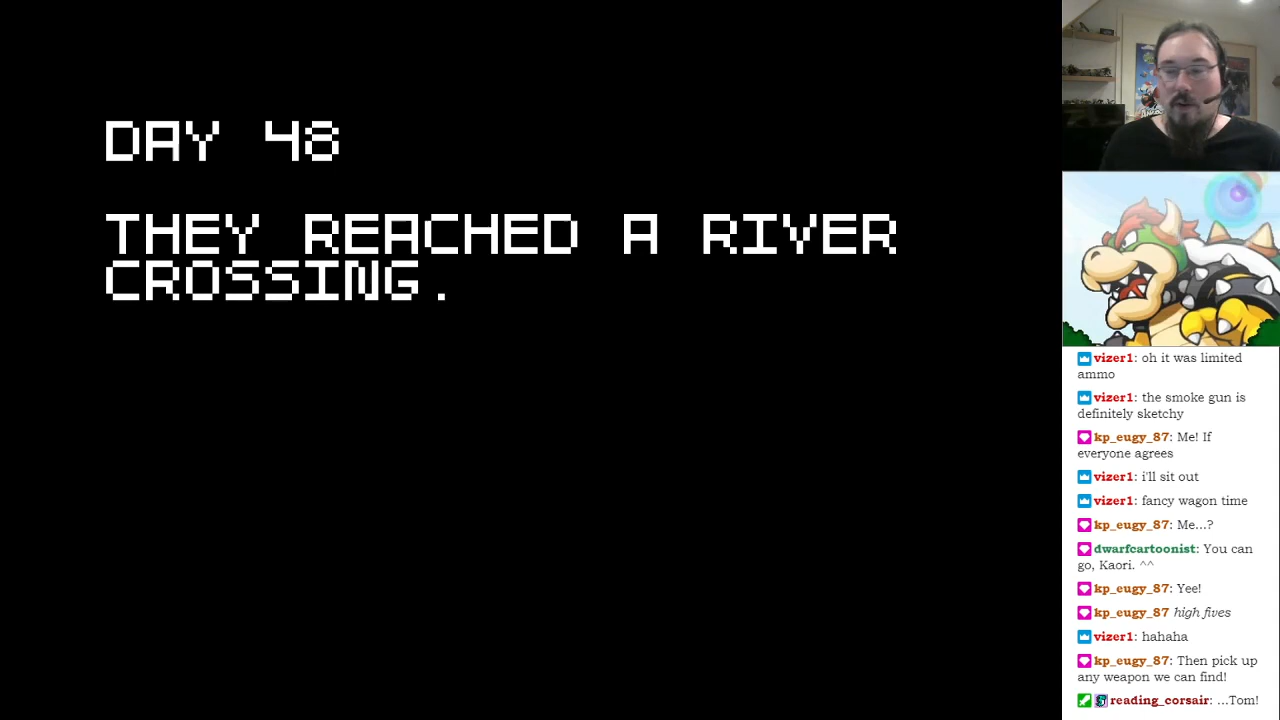 DAY 48
THEY REACHED A RIVER
CROSSING.
vizer1: oh it was limited
ammo
vizer1: the smoke gun is
definitely sketchy
kp_eugy_87: Me! If
everyone agrees
vizer1: i'll sit out
vizer1: fancy wagon time
kp_eugy_87: Me...?
dwarfcartoonist: You can
go, Kaori. ^^
kp_eugy_87: Yee!
kp_eugy_87 high fives
vizer1: hahaha
kp_eugy_87: Then pick up
any weapon we can find!
reading_corsair: ...Tom!